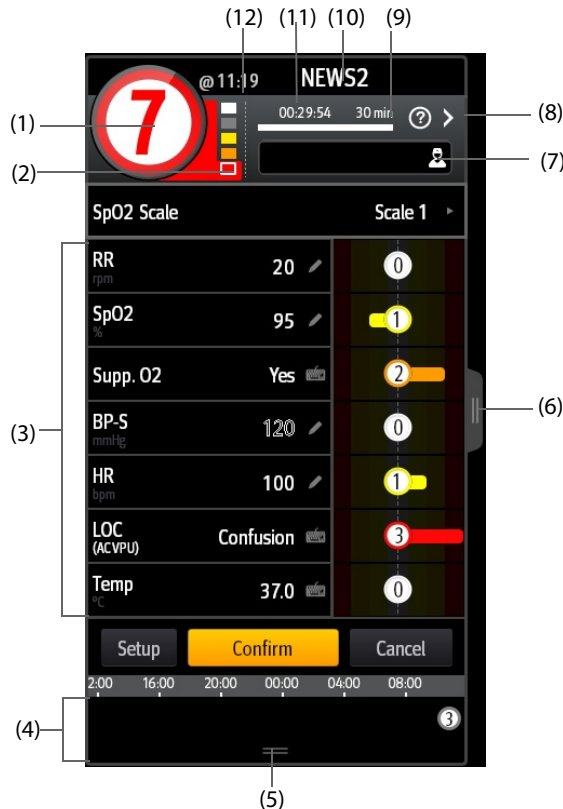 (12) (11) (10) (9)
@ 11:19 NEWS2
7
00:29:54 30 min
(1)
(8)
(2)
(7)
SpO2 Scale Scale 1
RR 20 0
rpm
SpO2 95 1
%
Supp. O2 Yes 2
(3)
(6)
BP-S 120 0
mmHg
HR 100 1
bpm
LOC Confusion 3
(ACVPU)
Temp 37.0 0
°C
Setup Confirm Cancel
2:00 16:00 20:00 00:00 04:00 08:00
3
(4)
(5)